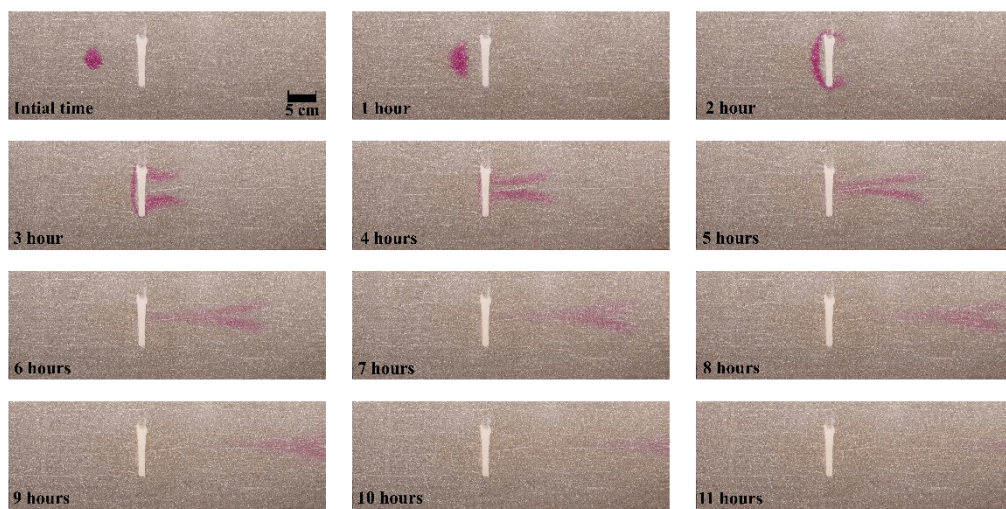 Intial time
5 cm
1 hour
2 hour
3 hour
4 hours
5 hours
6 hours
7 hours
8 hours
9 hours
10 hours
11 hours